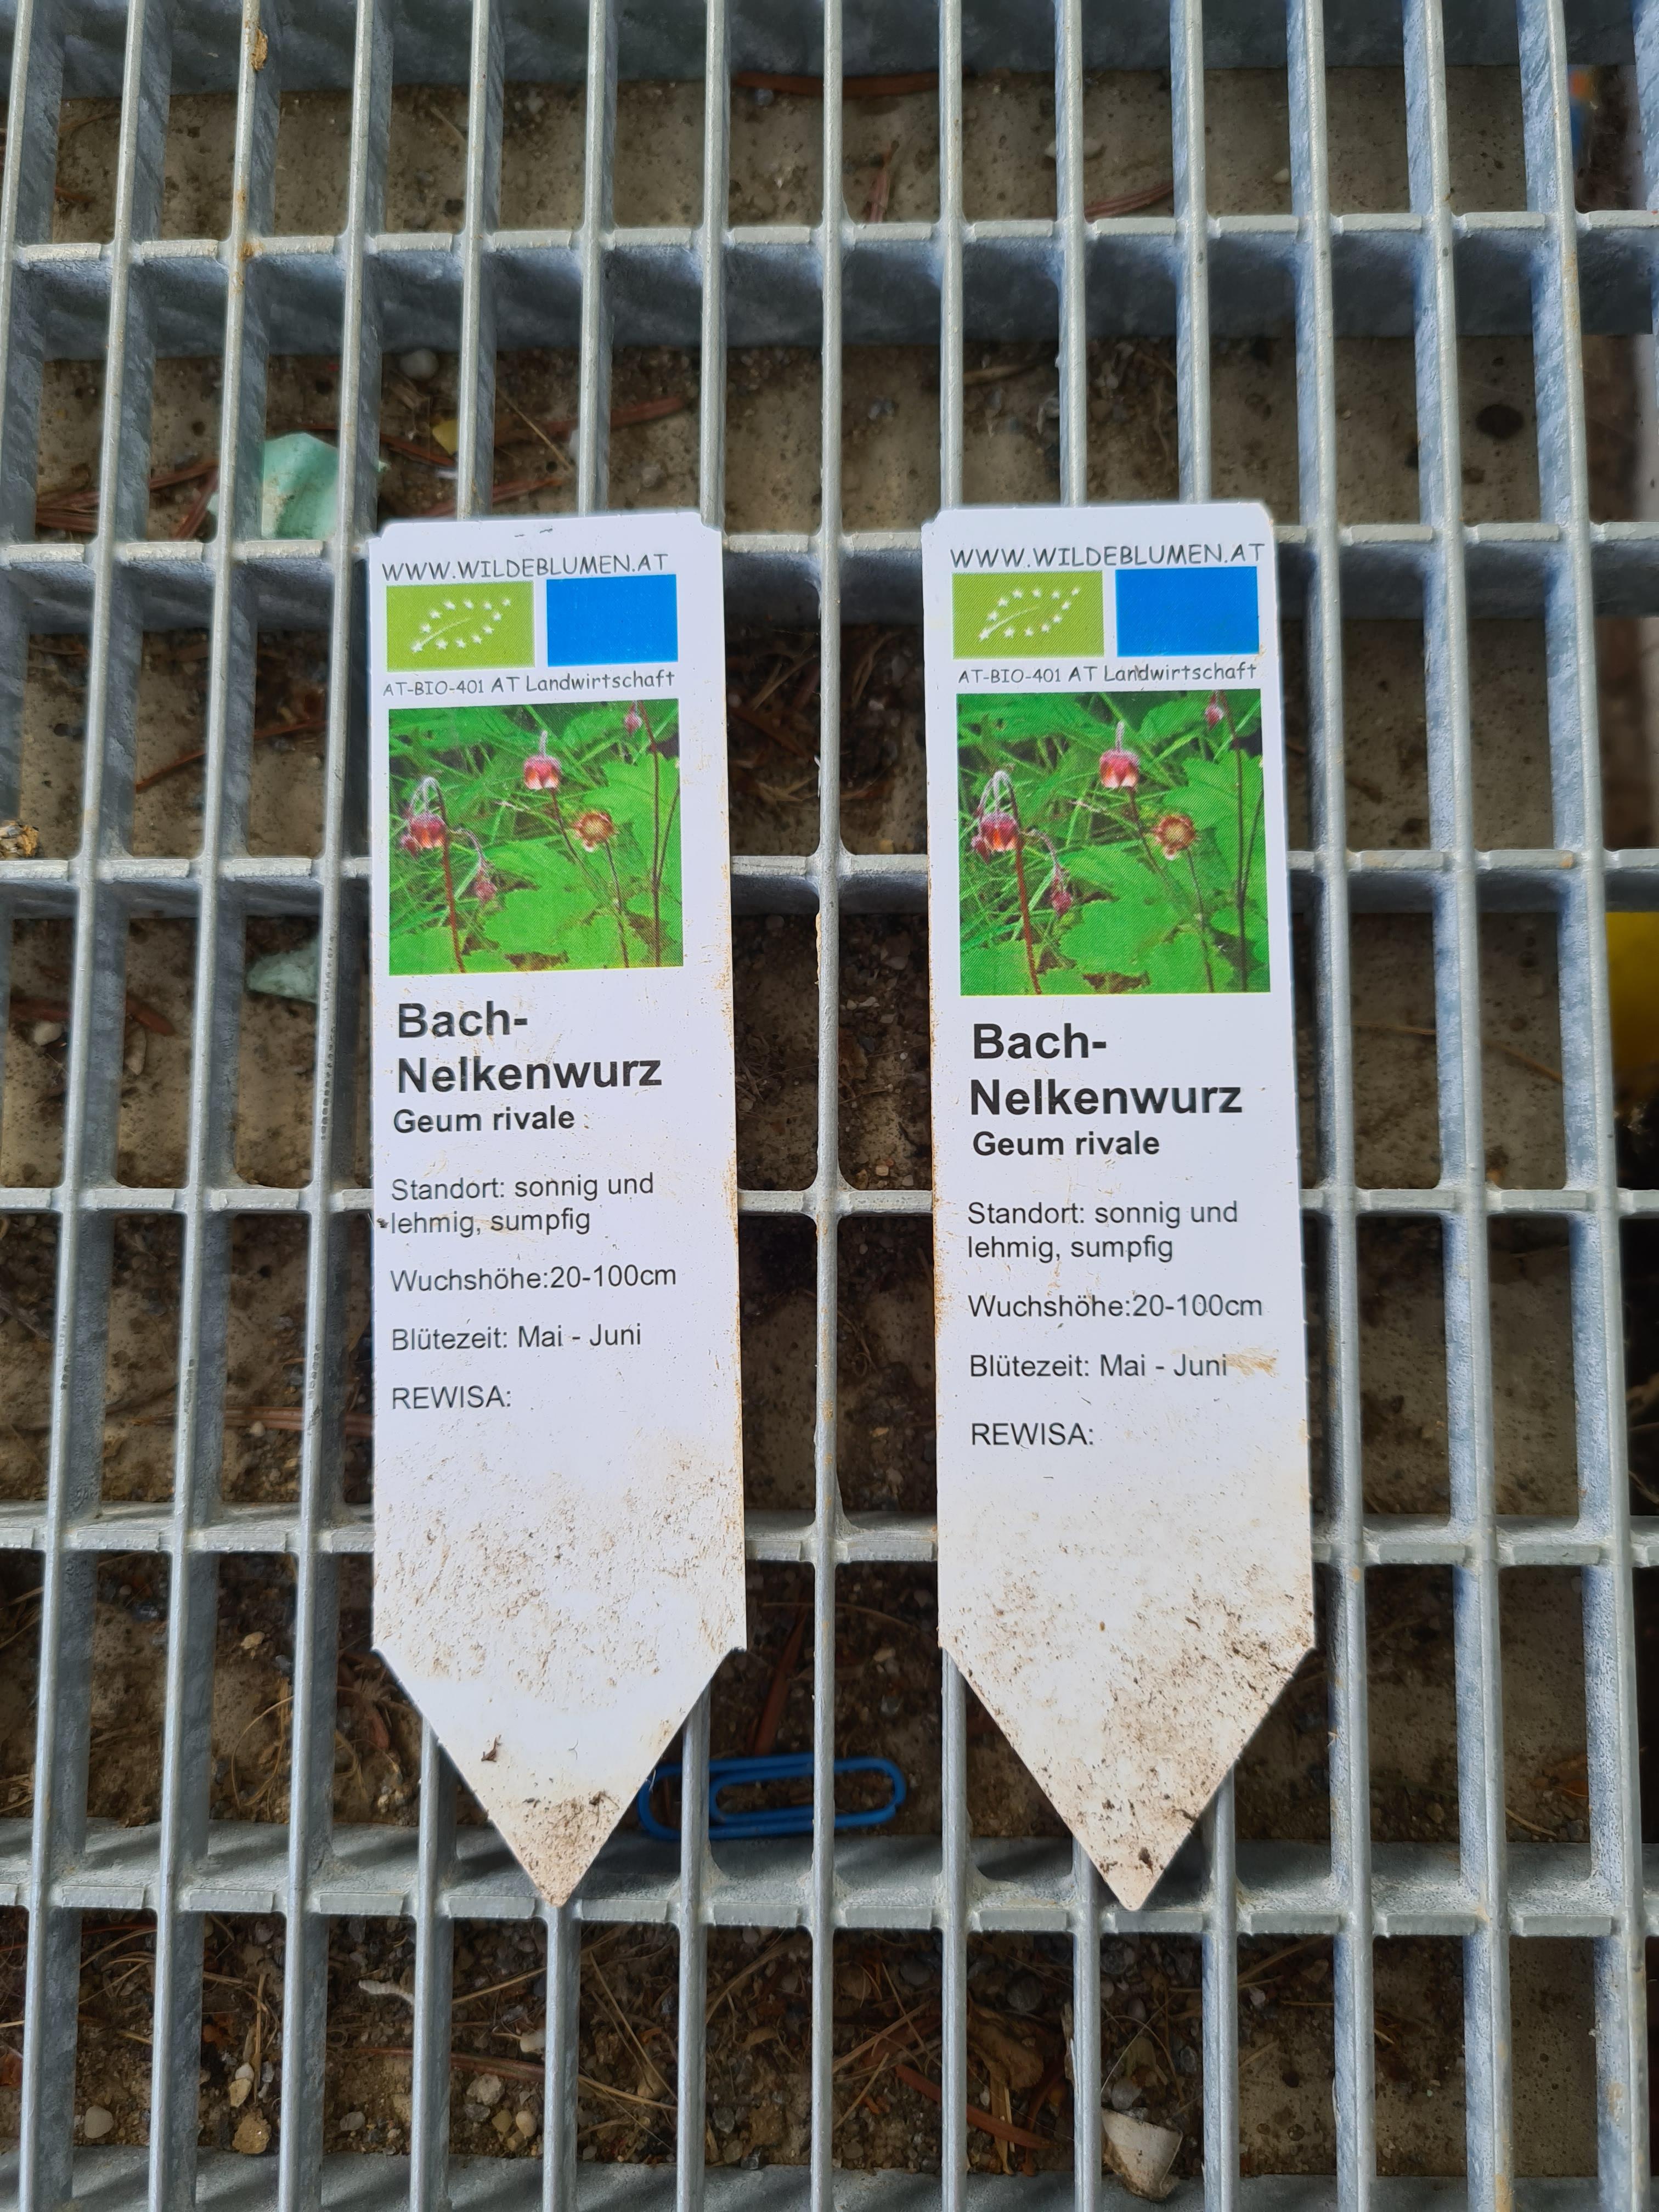 WWW.WILDEBLUMEN.AT
AT-BIO-401 AT Landwirtschaft
Bach-
Nelkenwurz
Geum rivale
Standort: sonnig und
lehmig, sumpfig
Wuchshöhe:20-100cm
Blütezeit: Mai - Juni
REWISA:
WWW.WILDEBLUMEN.AT
AT-BIO-401 AT Landwirtschaft
Bach-
Nelkenwurz
Geum rivale
Standort: sonnig und
lehmig, sumpfig
Wuchshöhe:20-100cm
Blütezeit: Mai - Juni
REWISA: